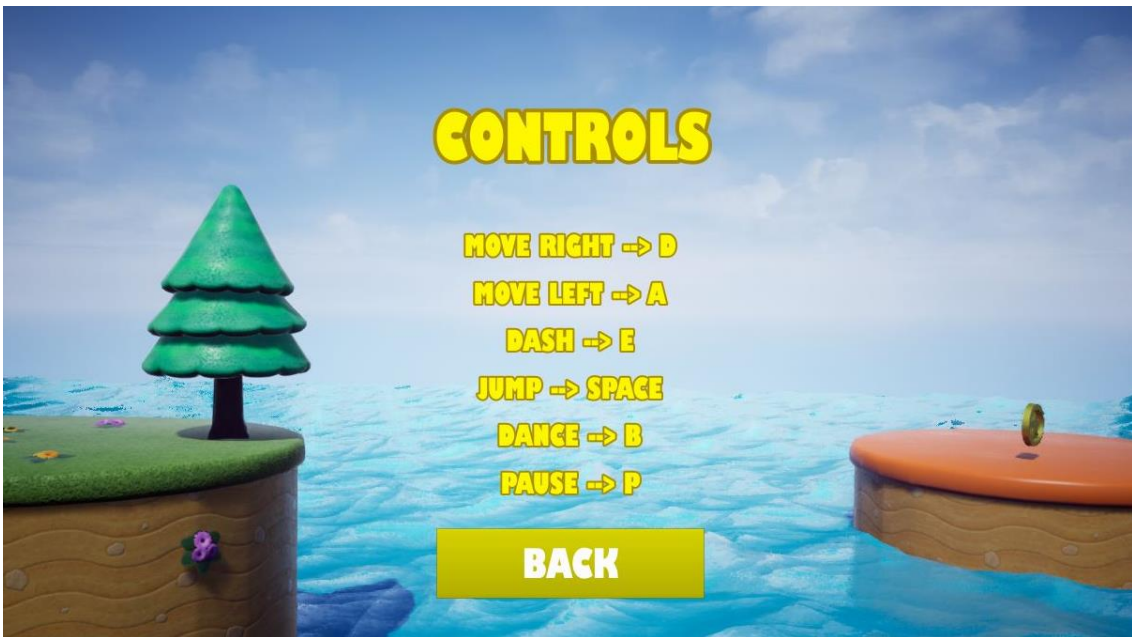 CONTROLS
MOVE RIGHT --> D
MOVE LEFT --> A
DASH --> E
JUMP --> SPACE
DANCE --> B
PAUSE --> P
BACK